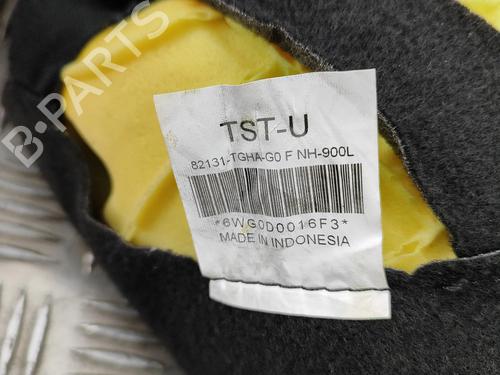 B-PARTS
TST-U
82131-TGHA-G0 F NH-900L
*6WG0D0016F3*
MADE IN INDONESIA